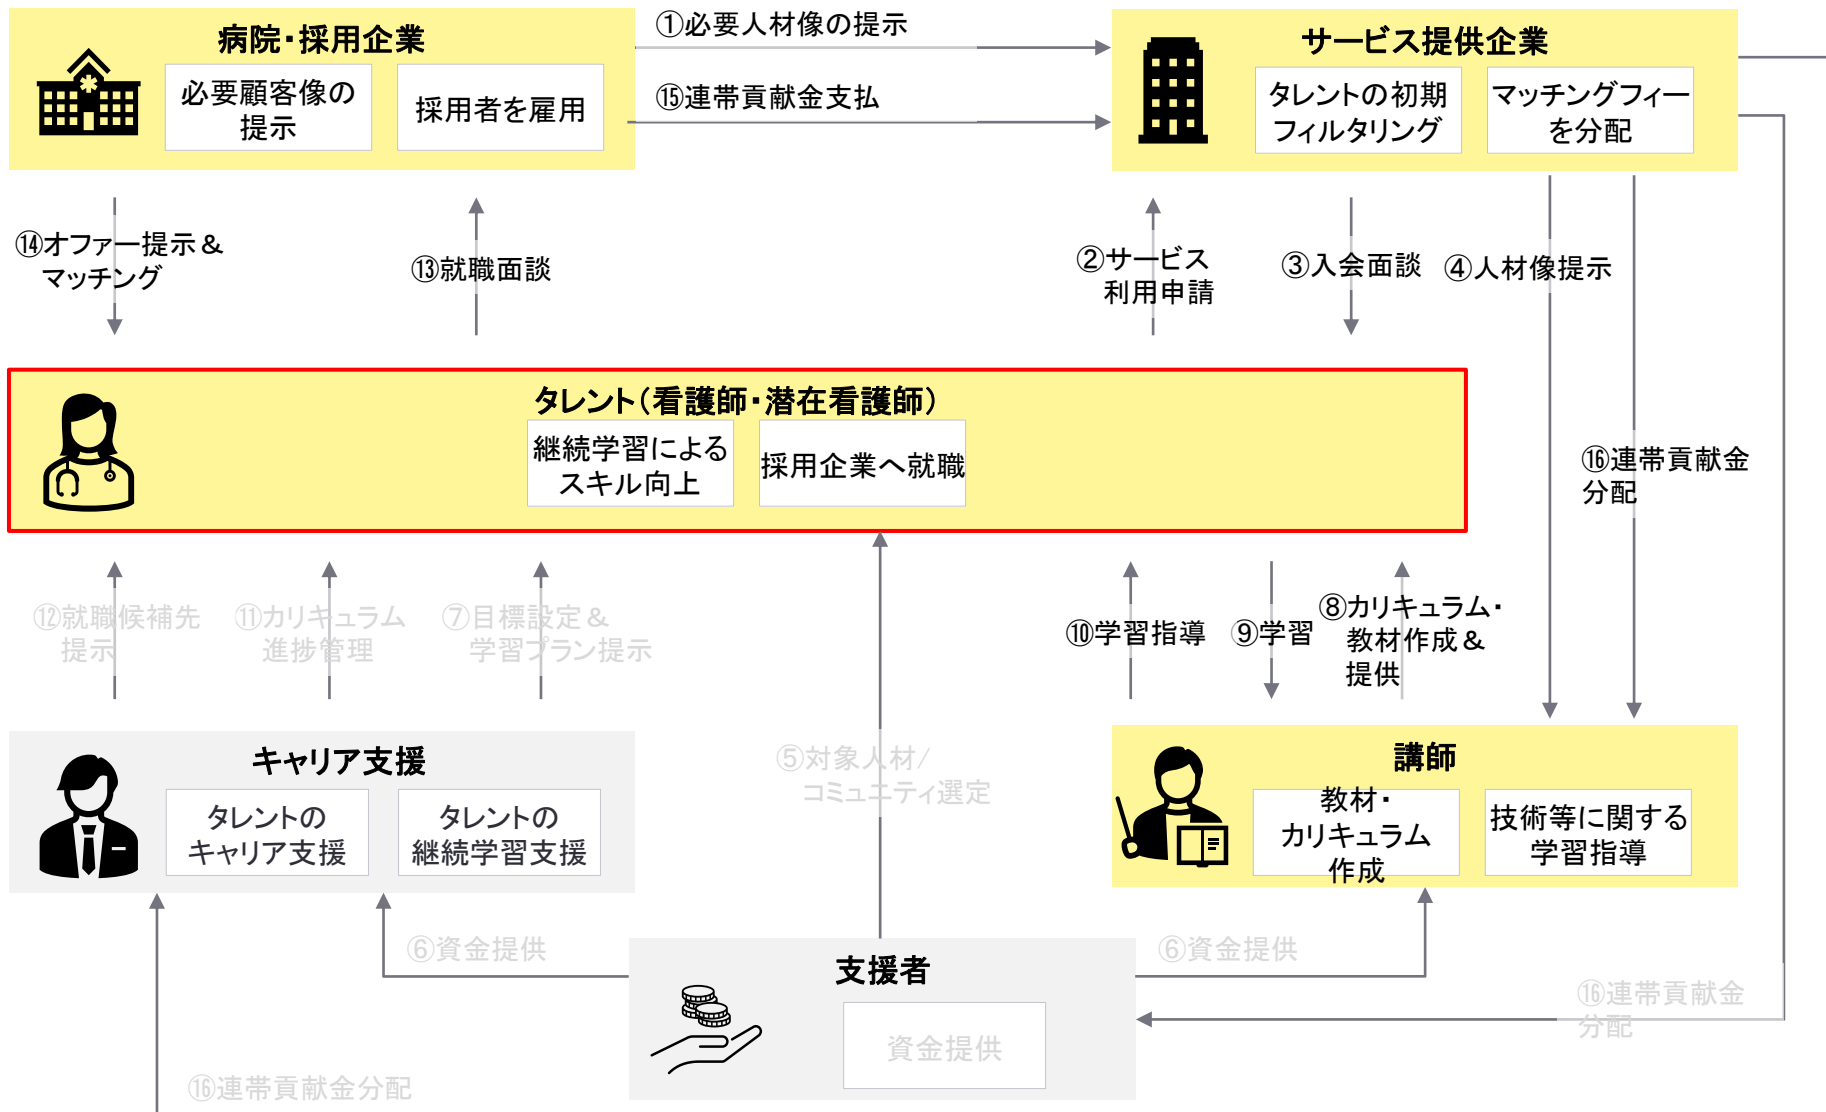 病院・採用企業
必要顧客像の
提示
採用者を雇用
①必要人材像の提示
⑮連帯貢献金支払
サービス提供企業
タレントの初期
フィルタリング
マッチングフィー
を分配
⑭オファー提示＆
マッチング
⑬就職面談
②サービス
利用申請
③入会面談
④人材像提示
タレント（看護師・潜在看護師）
継続学習による
スキル向上
採用企業へ就職
⑯連帯貢献金
分配
⑫就職候補先
提示
⑪カリキュラム
進捗管理
⑦目標設定＆
学習プラン提示
⑩学習指導
⑨学習
⑧カリキュラム・
教材作成＆
提供
キャリア支援
タレントの
キャリア支援
タレントの
継続学習支援
⑤対象人材/
コミュニティ選定
講師
教材・
カリキュラム
作成
技術等に関する
学習指導
⑥資金提供
支援者
資金提供
⑥資金提供
⑯連帯貢献金
分配
⑯連帯貢献金分配